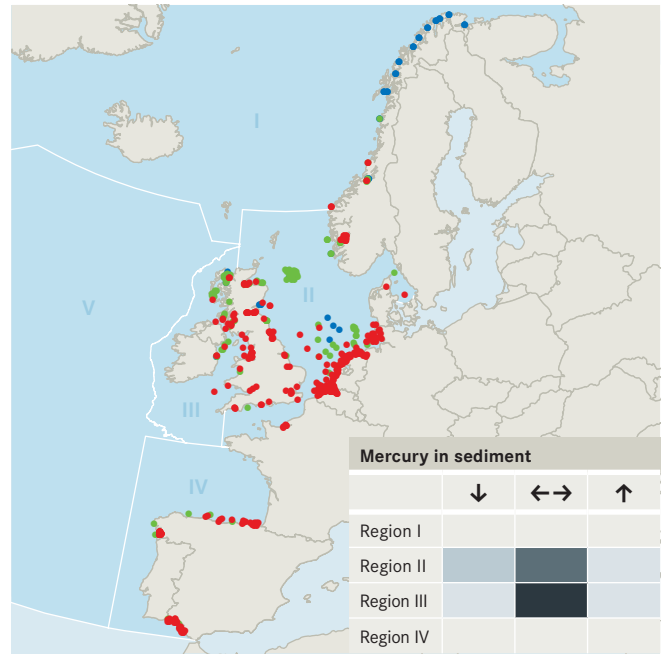 I
II
V
III
IV
Mercury in sediment
↓ ←→ ↑
Region I
Region II
Region III
Region IV